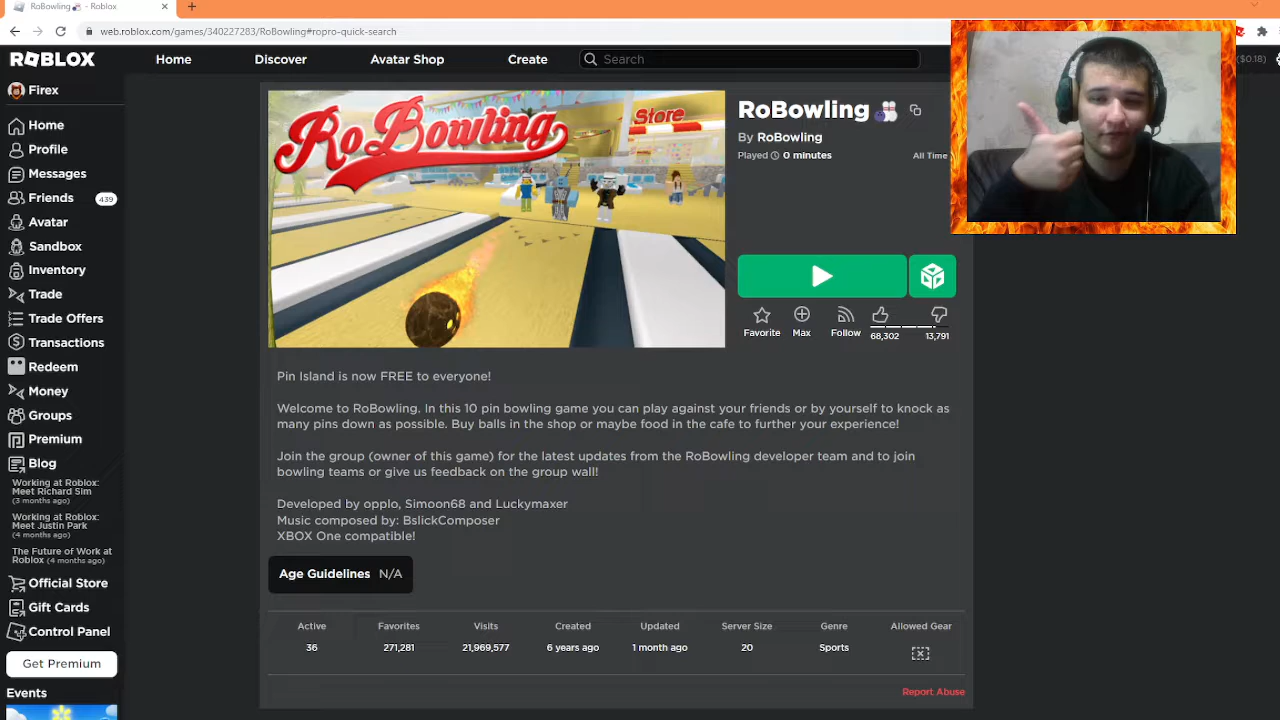 RoBowling - Roblox
web.roblox.com/games/340227283/RoBowling#ropro-quick-search
ROBLOX
Home
Discover
Avatar Shop
Create
Search
($0.18)
Firex
Home
Profile
Messages
Friends
439
Avatar
Sandbox
Inventory
Trade
Trade Offers
Transactions
Redeem
Money
Groups
Premium
Blog
Working at Roblox:
Meet Richard Sim
(3 months ago)
Working at Roblox:
Meet Justin Park
(4 months ago)
The Future of Work at
Roblox (4 months ago)
Official Store
Gift Cards
Control Panel
Get Premium
Events
RoBowling
Store
RoBowling
By RoBowling
Played 0 minutes
All Time
Favorite
Max
Follow
68,302
13,791
Pin Island is now FREE to everyone!
Welcome to RoBowling. In this 10 pin bowling game you can play against your friends or by yourself to knock as
many pins down as possible. Buy balls in the shop or maybe food in the cafe to further your experience!
Join the group (owner of this game) for the latest updates from the RoBowling developer team and to join
bowling teams or give us feedback on the group wall!
Developed by opplo, Simoon68 and Luckymaxer
Music composed by: BslickComposer
XBOX One compatible!
Age Guidelines N/A
Active
Favorites
Visits
Created
Updated
Server Size
Genre
Allowed Gear
36
271,281
21,969,577
6 years ago
1 month ago
20
Sports
Report Abuse